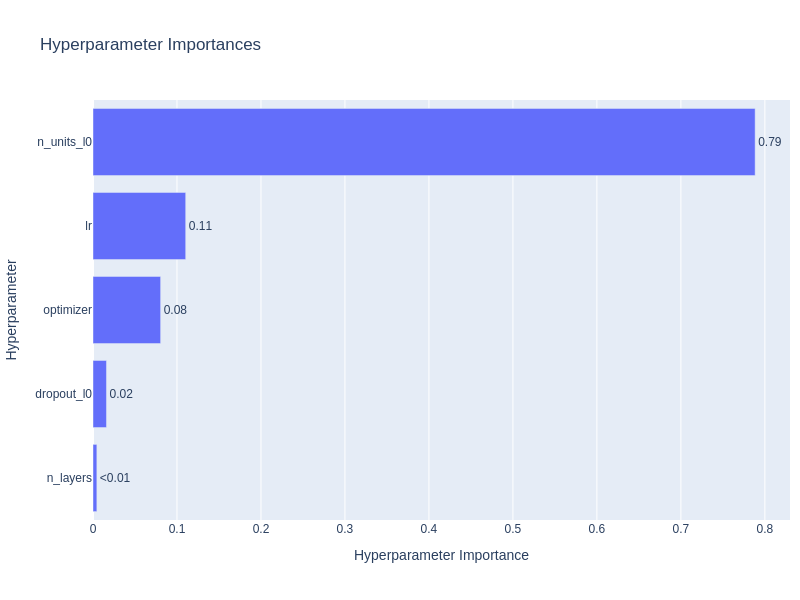 Hyperparameter Importances
Hyperparameter
n_units_l0
0.79
lr
0.11
optimizer
0.08
dropout_l0
0.02
n_layers
<0.01
0 0.1 0.2 0.3 0.4 0.5 0.6 0.7 0.8
Hyperparameter Importance